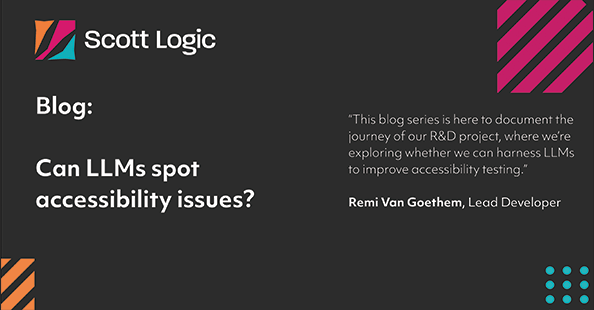 Scott Logic
Blog:
Can LLMs spot
accessibility issues?
“This blog series is here to document the
journey of our R&D project, where we’re
exploring whether we can harness LLMs
to improve accessibility testing.”
Remi Van Goethem, Lead Developer